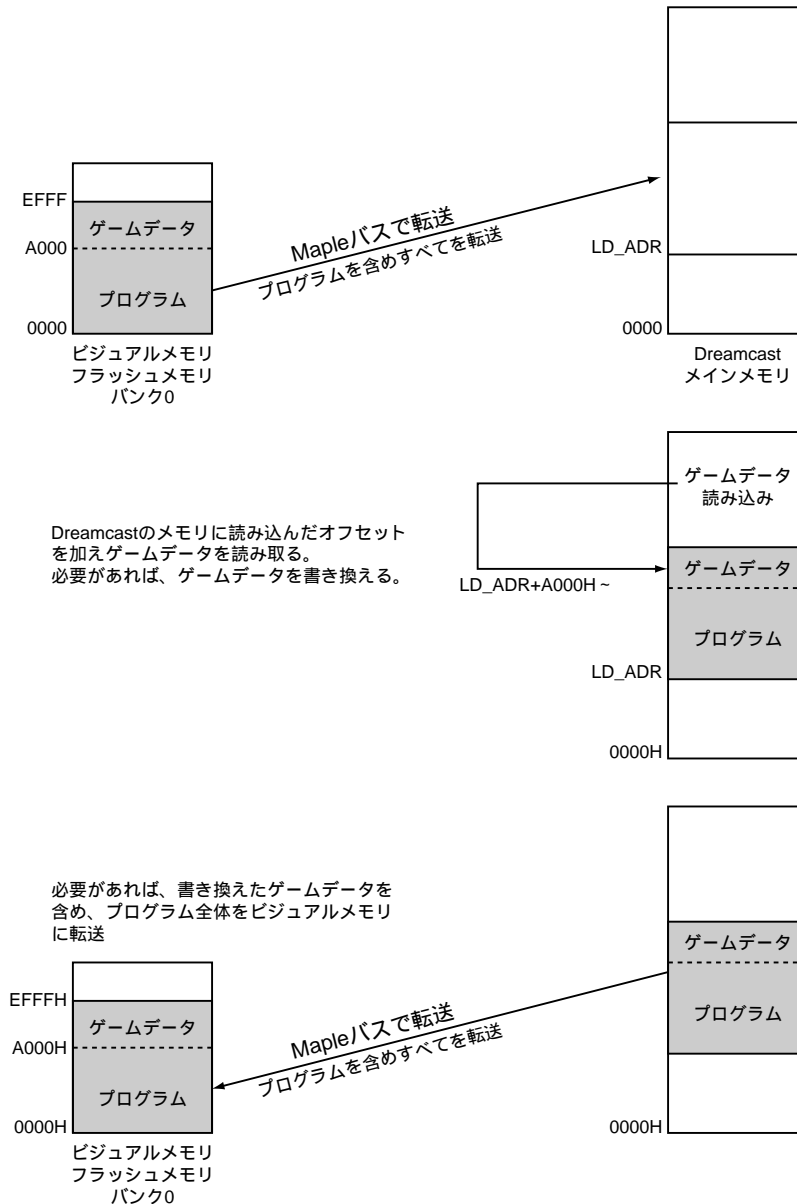 EFFF
ゲームデータ
A000
プログラム
0000
ビジュアルメモリ
フラッシュメモリ
バンク0
Mapleバスで転送
プログラムを含めすべてを転送
LD_ADR
0000
Dreamcast
メインメモリ
Dreamcastのメモリに読み込んだオフセット
を加えゲームデータを読み取る。
必要があれば、ゲームデータを書き換える。
ゲームデータ
読み込み
LD_ADR+A000H ~
ゲームデータ
プログラム
LD_ADR
0000H
必要があれば、書き換えたゲームデータを
含め、プログラム全体をビジュアルメモリ
に転送
EFFFH
ゲームデータ
A000H
プログラム
0000H
ビジュアルメモリ
フラッシュメモリ
バンク0
Mapleバスで転送
プログラムを含めすべてを転送
ゲームデータ
プログラム
0000H